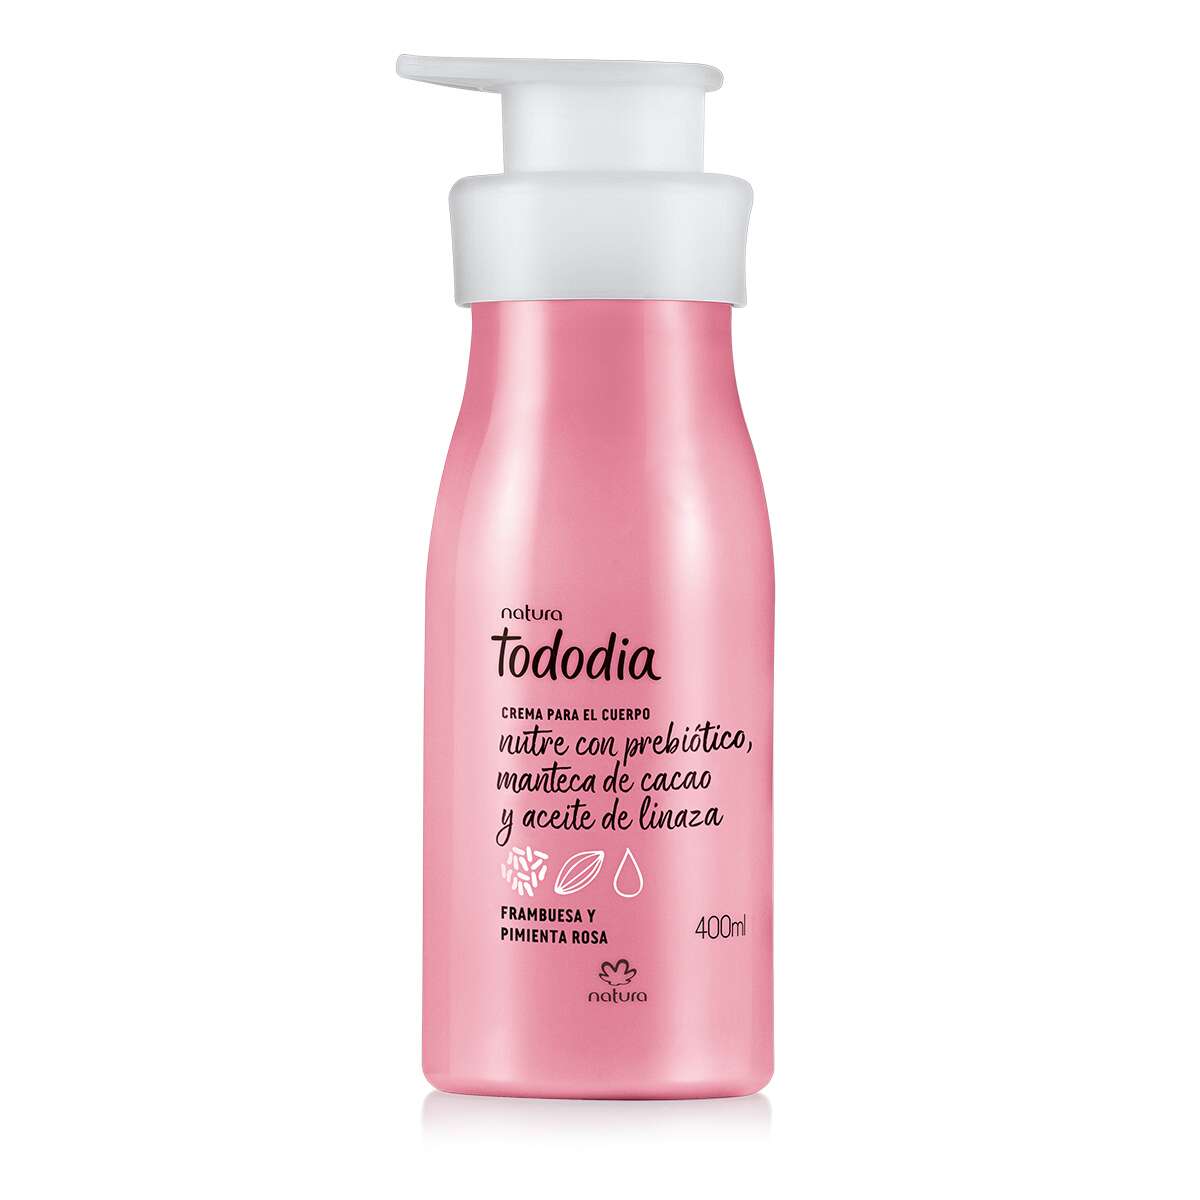 natura
tododia
CREMA PARA EL CUERPO
nutre con prebiótico,
manteca de cacao
y aceite de linaza
FRAMBUESA Y
PIMIENTA ROSA
400ml
natura